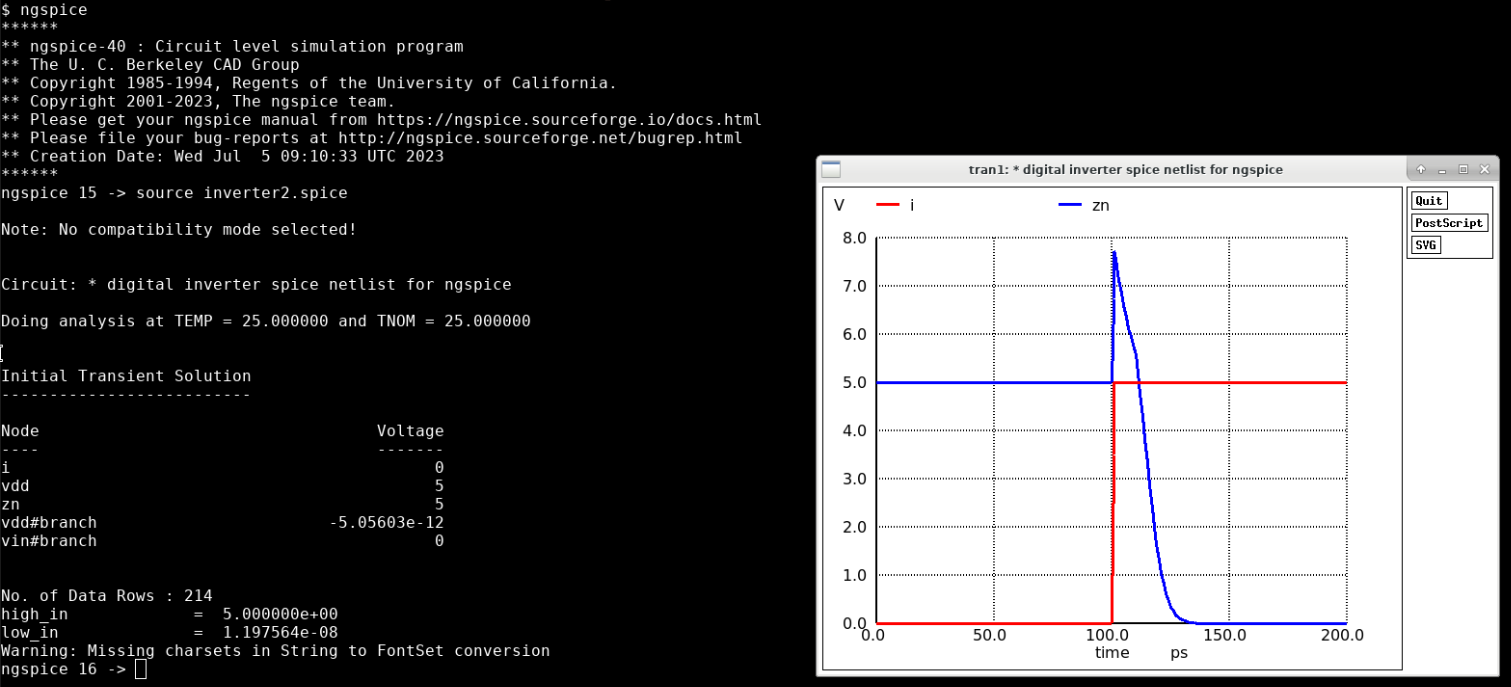 $ ngspice
******
** ngspice-40 : Circuit level simulation program
** The U. C. Berkeley CAD Group
** Copyright 1985-1994, Regents of the University of California.
** Copyright 2001-2023, The ngspice team.
** Please get your ngspice manual from https://ngspice.sourceforge.io/docs.html
** Please file your bug-reports at http://ngspice.sourceforge.net/bugrep.html
** Creation Date: Wed Jul  5 09:10:33 UTC 2023
******
ngspice 15 -> source inverter2.spice
Note: No compatibility mode selected!
Circuit: * digital inverter spice netlist for ngspice
Doing analysis at TEMP = 25.000000 and TNOM = 25.000000
Initial Transient Solution
--------------------------
Node Voltage
---- -------
i 0
vdd 5
zn 5
vdd#branch -5.05603e-12
vin#branch 0
No. of Data Rows : 214
high_in = 5.000000e+00
low_in = 1.197564e-08
Warning: Missing charsets in String to FontSet conversion
ngspice 16 ->
tran1: * digital inverter spice netlist for ngspice
V i zn
Quit
PostScript
SVG
8.0
7.0
6.0
5.0
4.0
3.0
2.0
1.0
0.0
0.0 50.0 100.0 150.0 200.0
time ps